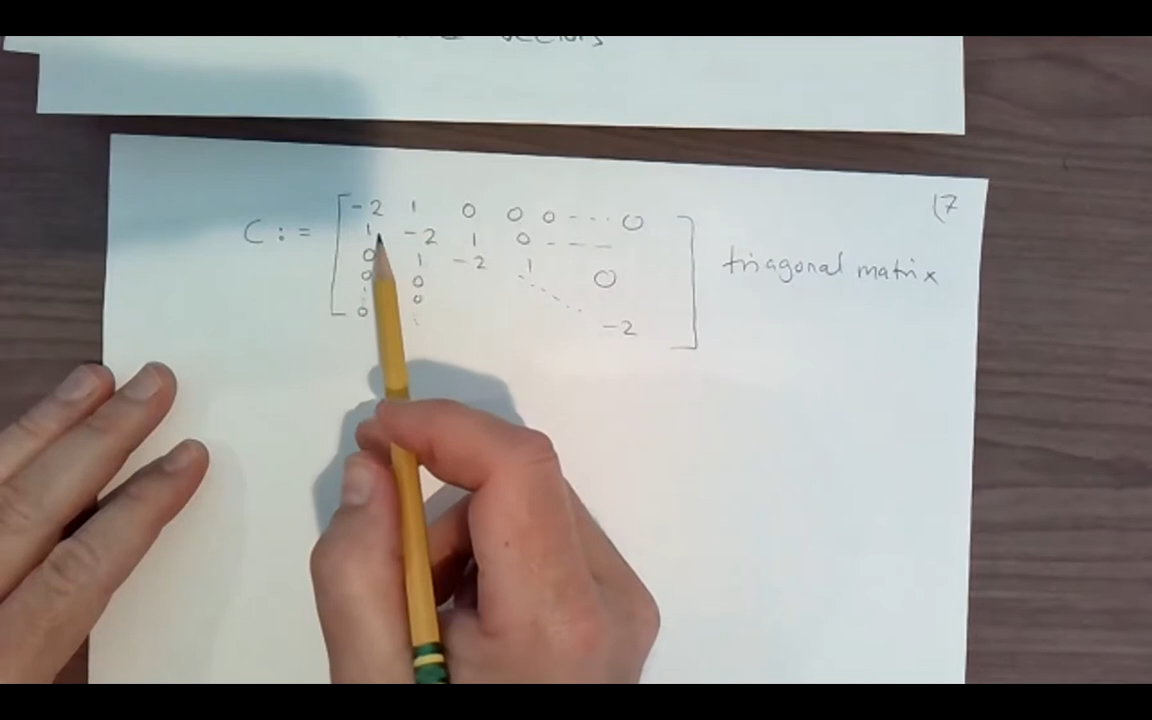 vectors
17
-2 1 0 0 0 - - . . 0
C := 1 -2 1 0 - - -
0 1 -2 1 0 triagonal matrix
0 0
0
0 -2